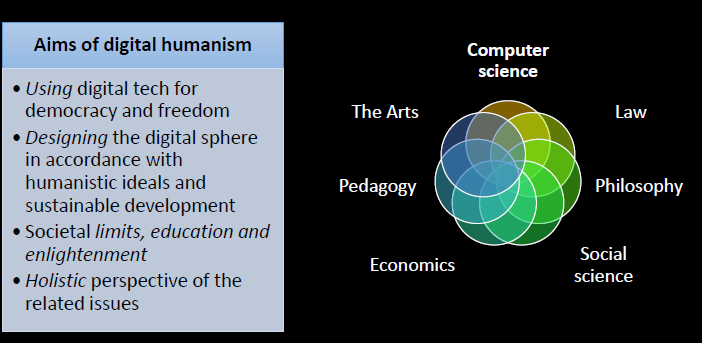 Aims of digital humanism
• Using digital tech for
democracy and freedom
• Designing the digital sphere
in accordance with
humanistic ideals and
sustainable development
• Societal limits, education and
enlightenment
• Holistic perspective of the
related issues
Computer
science
The Arts
Law
Pedagogy
Philosophy
Economics
Social
science